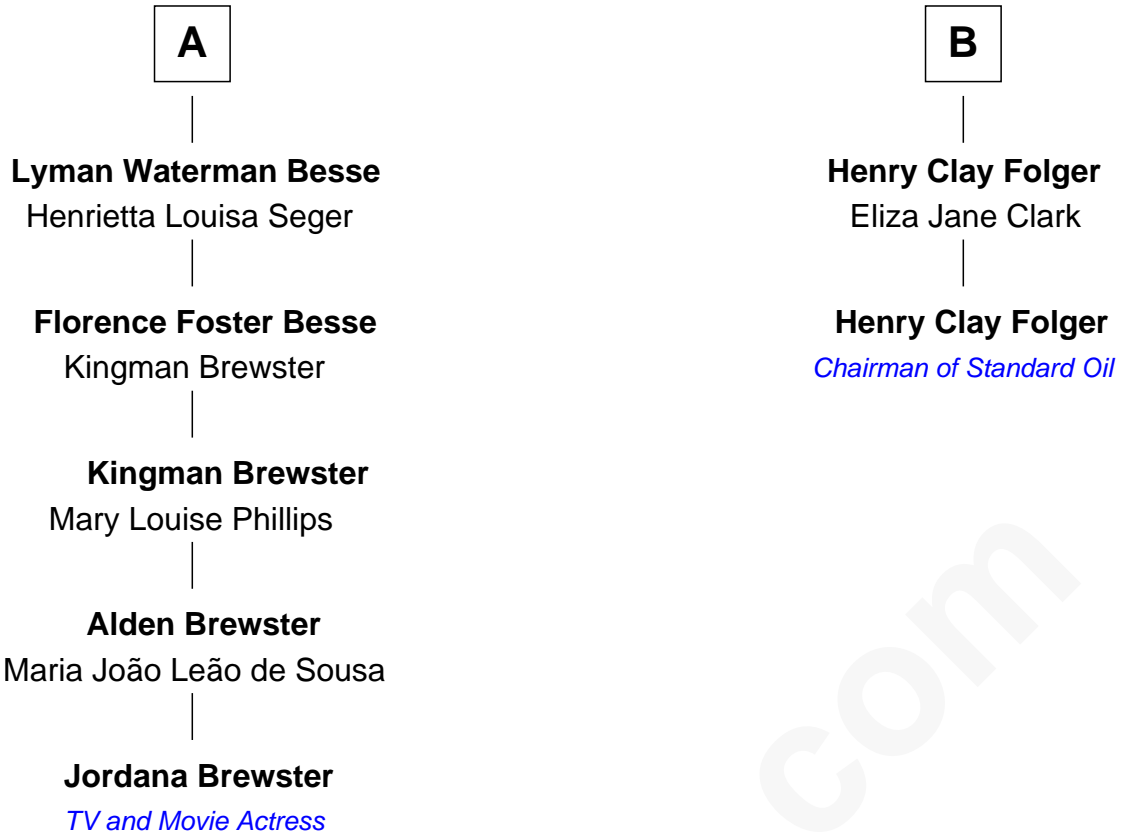 A
Lyman Waterman Besse
Henrietta Louisa Seger
Florence Foster Besse
Kingman Brewster
Kingman Brewster
Mary Louise Phillips
Alden Brewster
Maria João Leão de Sousa
Jordana Brewster
TV and Movie Actress
B
Henry Clay Folger
Eliza Jane Clark
Henry Clay Folger
Chairman of Standard Oil
com